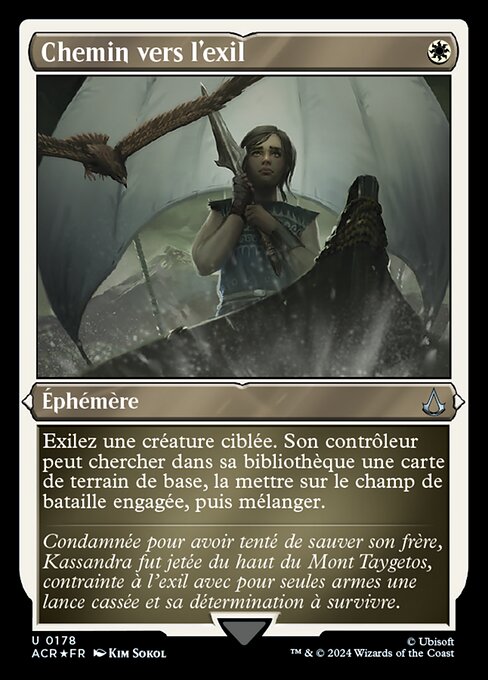 Chemin vers l'exil
Éphémère
Exilez une créature ciblée. Son contrôleur
peut chercher dans sa bibliothèque une carte
de terrain de base, la mettre sur le champ de
bataille engagée, puis mélanger.
Condamnée pour avoir tenté de sauver son frère,
Kassandra fut jetée du haut du Mont Taygetos,
contrainte à l'exil avec pour seules armes une
lance cassée et sa détermination à survivre.
U 0178
ACR★FR Kim Sokol
© Ubisoft
™ & © 2024 Wizards of the Coast